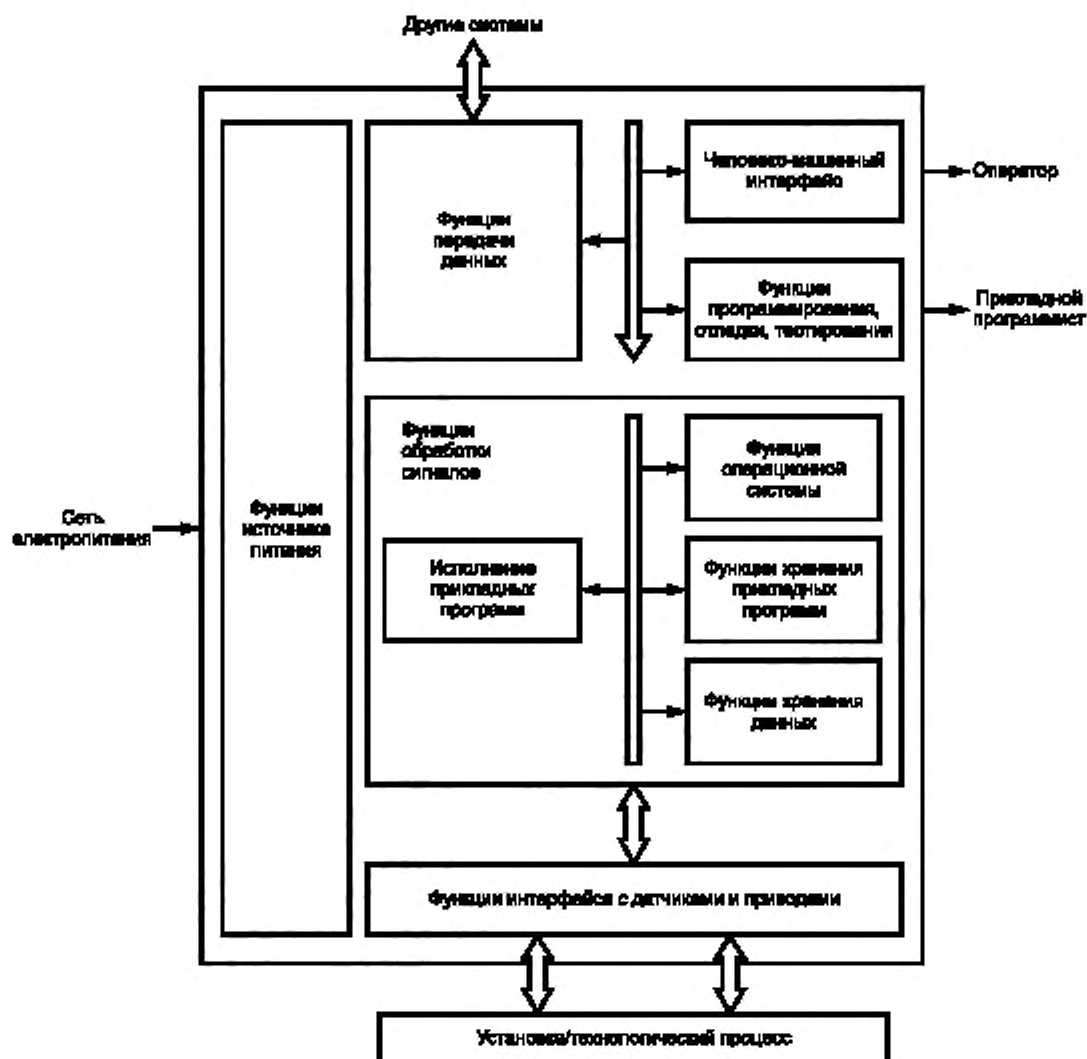 Другие системы
Функции
передачи
данных
Человеко-машинный
интерфейс
Оператор
Функции
программирования,
отладки, тестирования
Прикладной
программист
Функции
обработки
сигналов
Функции
операционной
системы
Сеть
электропитания
Функции
источника
питания
Исполнение
прикладных
программ
Функции хранения
прикладных
программ
Функции хранения
данных
Функции интерфейса с датчиками и приводами
Установка/технологический процесс